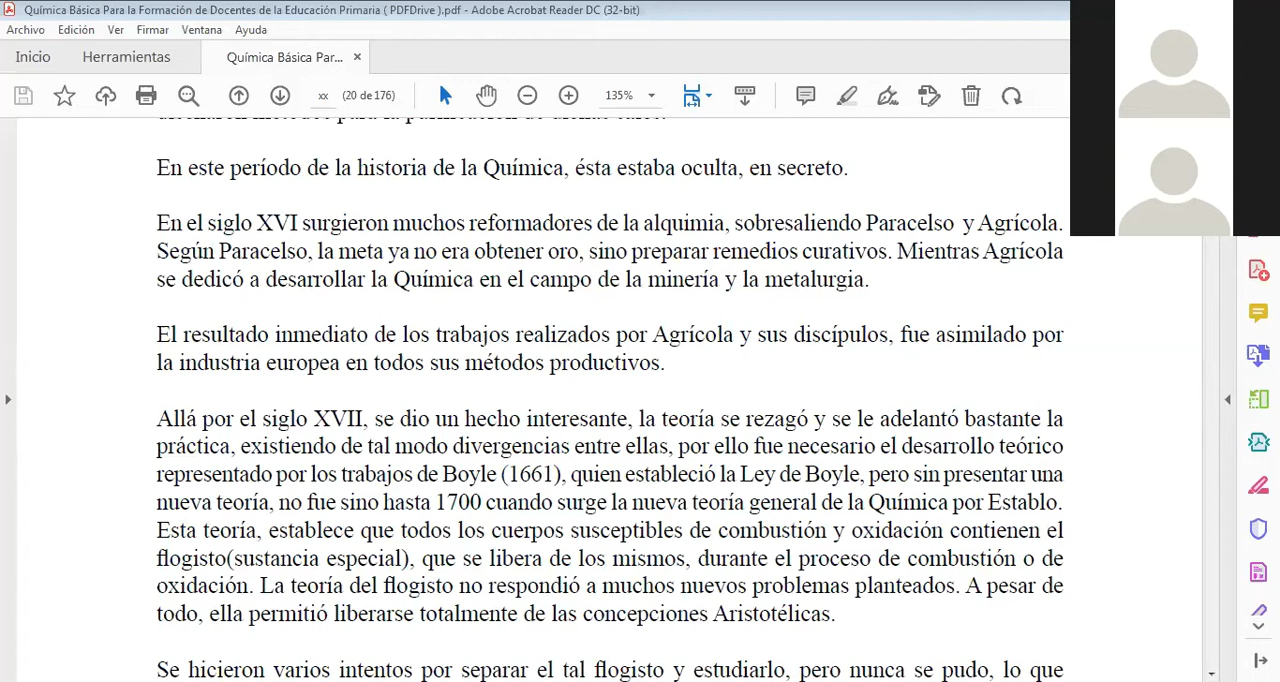 Química Básica Para la Formación de Docentes de la Educación Primaria ( PDFDrive ).pdf - Adobe Acrobat Reader DC (32-bit)
Archivo Edición Ver Firmar Ventana Ayuda
Inicio Herramientas Química Básica Par... ×
xx (20 de 176) 135%
diseñaron métodos para la purificación de dichas sales.
En este período de la historia de la Química, ésta estaba oculta, en secreto.
En el siglo XVI surgieron muchos reformadores de la alquimia, sobresaliendo Paracelso y Agrícola.
Según Paracelso, la meta ya no era obtener oro, sino preparar remedios curativos. Mientras Agrícola
se dedicó a desarrollar la Química en el campo de la minería y la metalurgia.
El resultado inmediato de los trabajos realizados por Agrícola y sus discípulos, fue asimilado por
la industria europea en todos sus métodos productivos.
Allá por el siglo XVII, se dio un hecho interesante, la teoría se rezagó y se le adelantó bastante la
práctica, existiendo de tal modo divergencias entre ellas, por ello fue necesario el desarrollo teórico
representado por los trabajos de Boyle (1661), quien estableció la Ley de Boyle, pero sin presentar una
nueva teoría, no fue sino hasta 1700 cuando surge la nueva teoría general de la Química por Establo.
Esta teoría, establece que todos los cuerpos susceptibles de combustión y oxidación contienen el
flogisto(sustancia especial), que se libera de los mismos, durante el proceso de combustión o de
oxidación. La teoría del flogisto no respondió a muchos nuevos problemas planteados. A pesar de
todo, ella permitió liberarse totalmente de las concepciones Aristotélicas.
Se hicieron varios intentos por separar el tal flogisto y estudiarlo, pero nunca se pudo, lo que